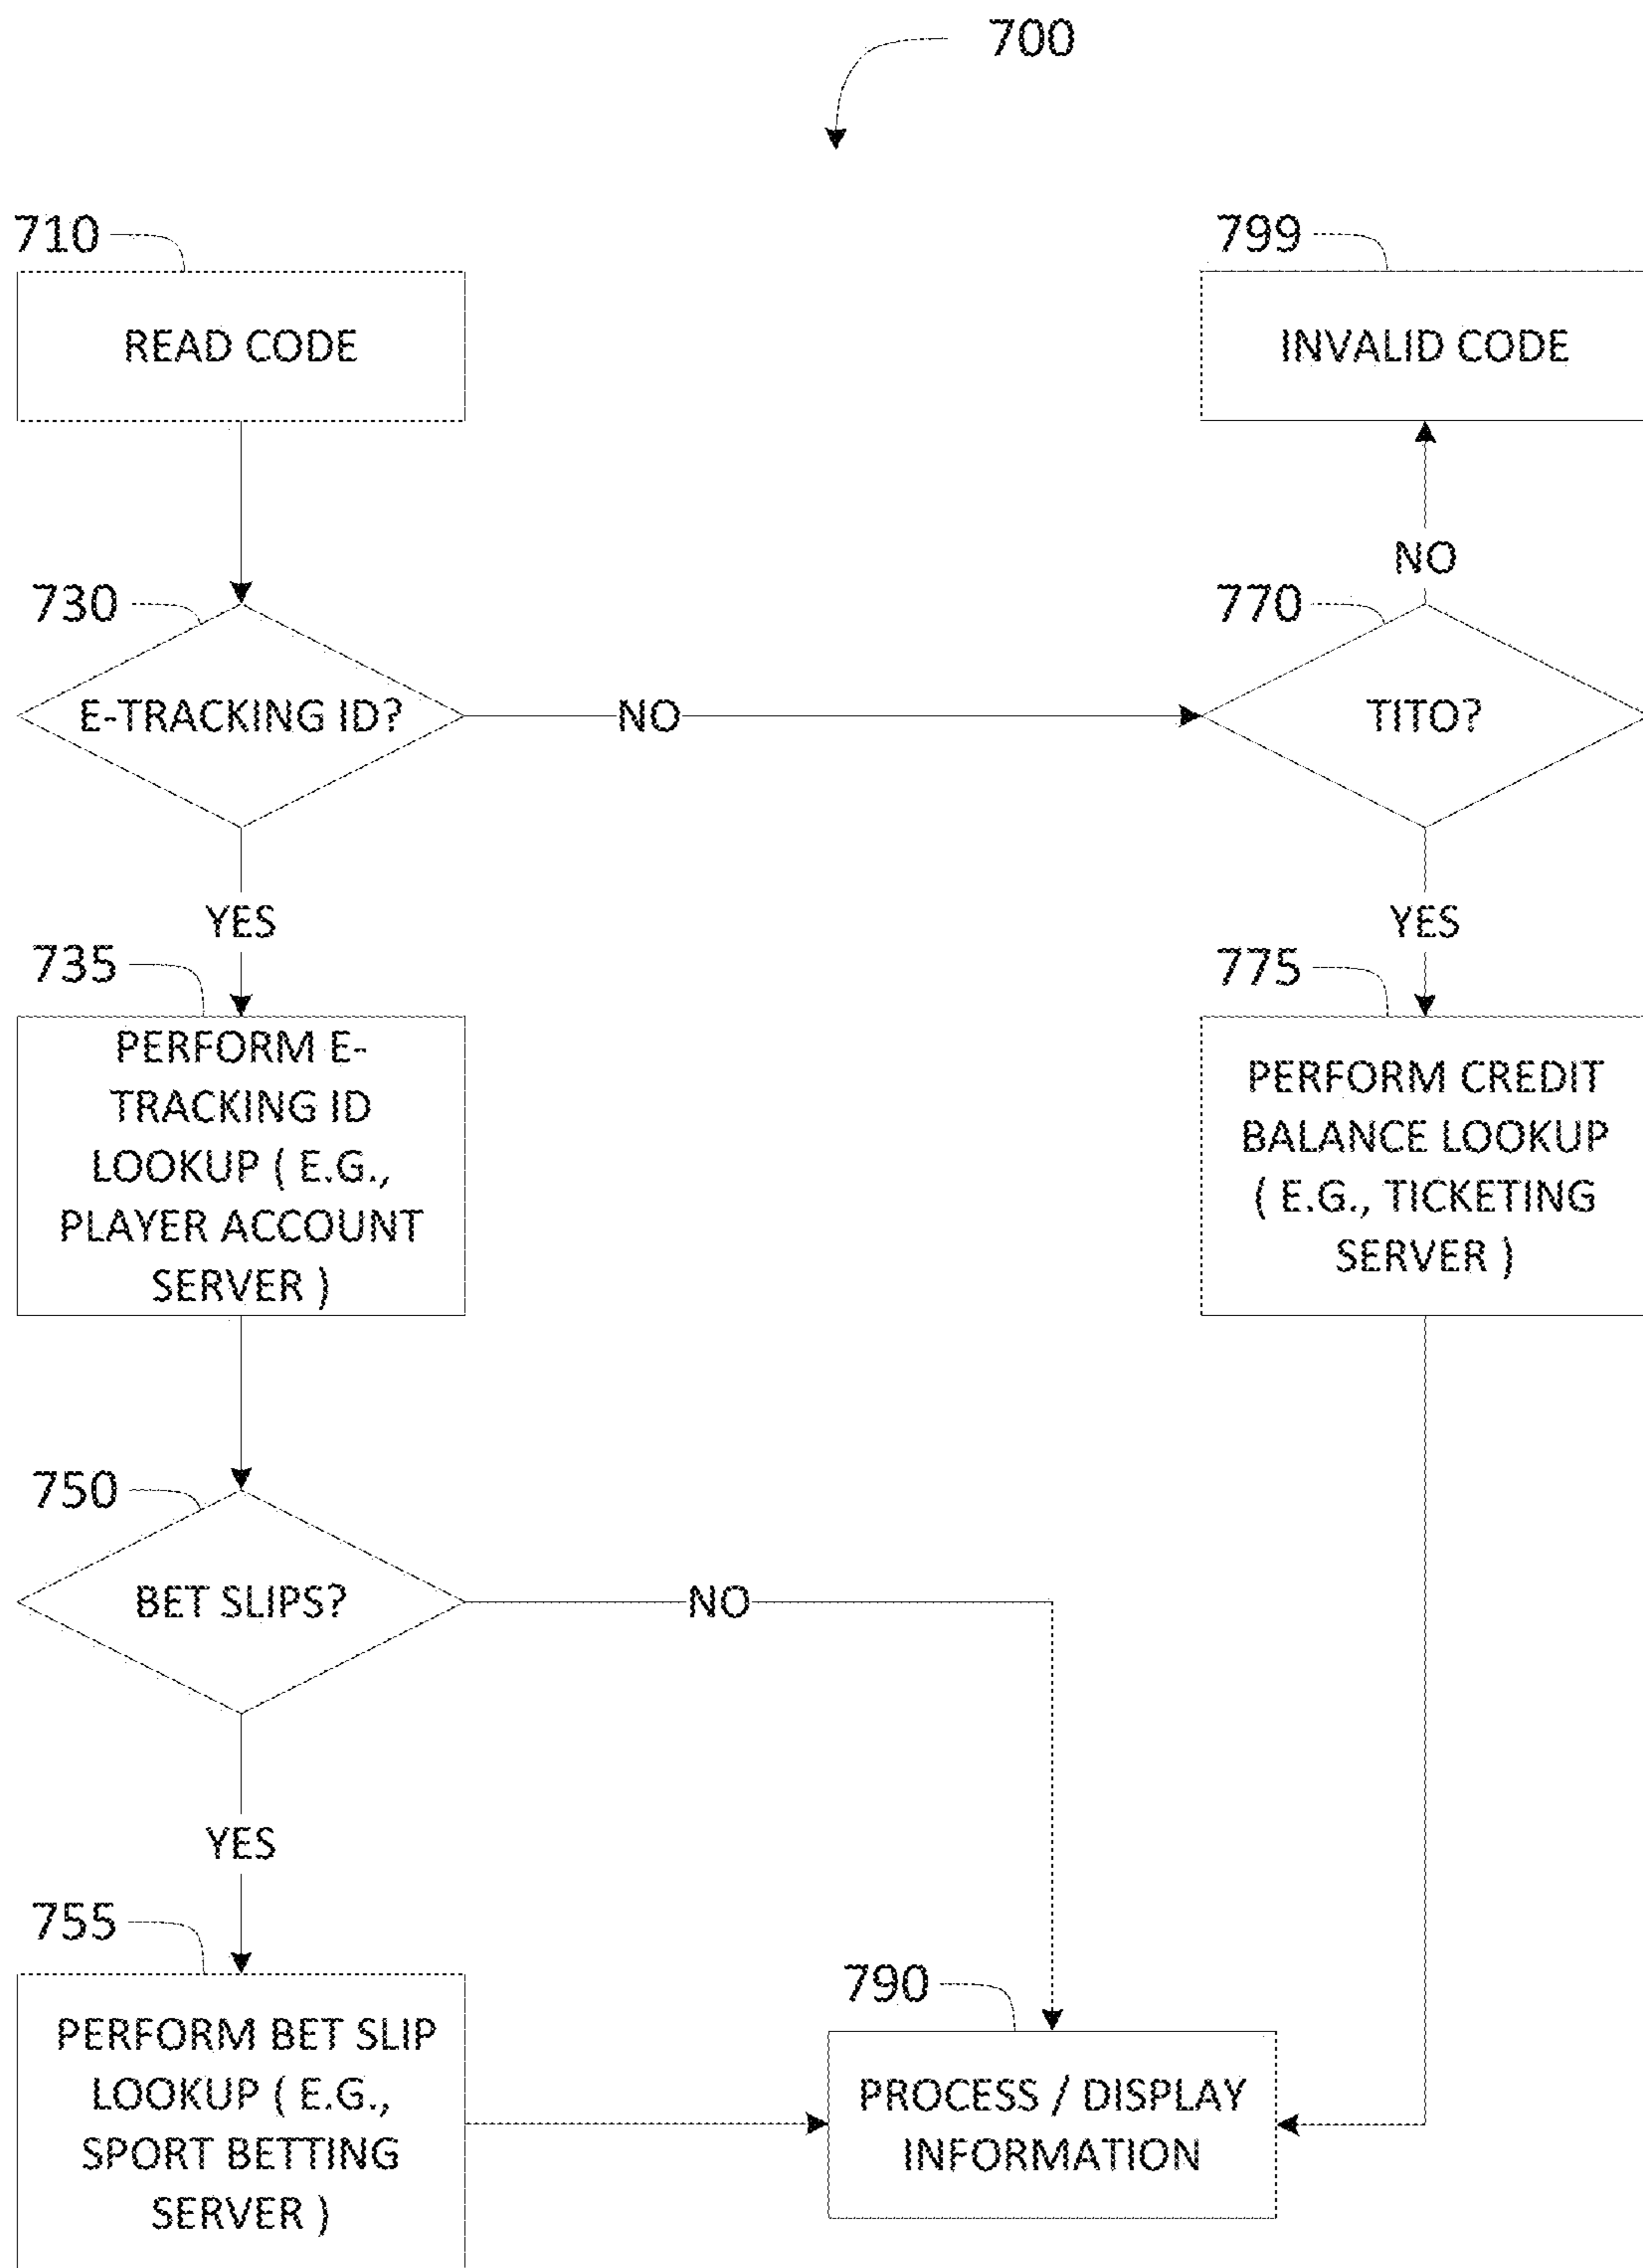 700
710
READ CODE
799
INVALID CODE
730
E-TRACKING ID?
NO
770
TITO?
NO
YES
735
PERFORM E-
TRACKING ID
LOOKUP ( E.G.,
PLAYER ACCOUNT
SERVER )
YES
775
PERFORM CREDIT
BALANCE LOOKUP
( E.G., TICKETING
SERVER )
750
BET SLIPS?
NO
YES
755
PERFORM BET SLIP
LOOKUP ( E.G.,
SPORT BETTING
SERVER )
790
PROCESS / DISPLAY
INFORMATION